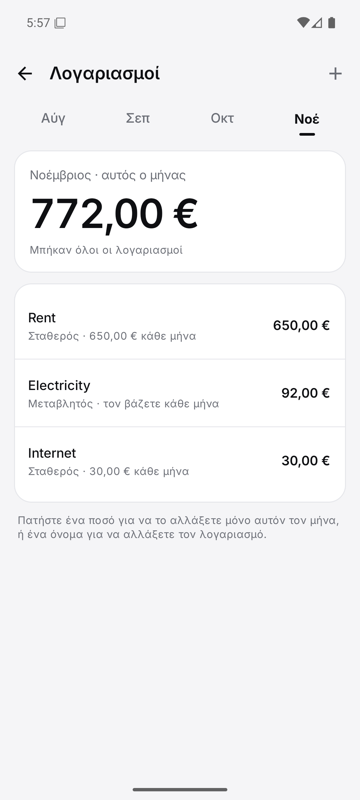 5:57
Λογαριασμοί
Αύγ Σεπ Οκτ Νοέ
Νοέμβριος · αυτός ο μήνας
772,00 €
Μπήκαν όλοι οι λογαριασμοί
Rent
Σταθερός · 650,00 € κάθε μήνα
650,00 €
Electricity
Μεταβλητός · τον βάζετε κάθε μήνα
92,00 €
Internet
Σταθερός · 30,00 € κάθε μήνα
30,00 €
Πατήστε ένα ποσό για να το αλλάξετε μόνο αυτόν τον μήνα,
ή ένα όνομα για να αλλάξετε τον λογαριασμό.